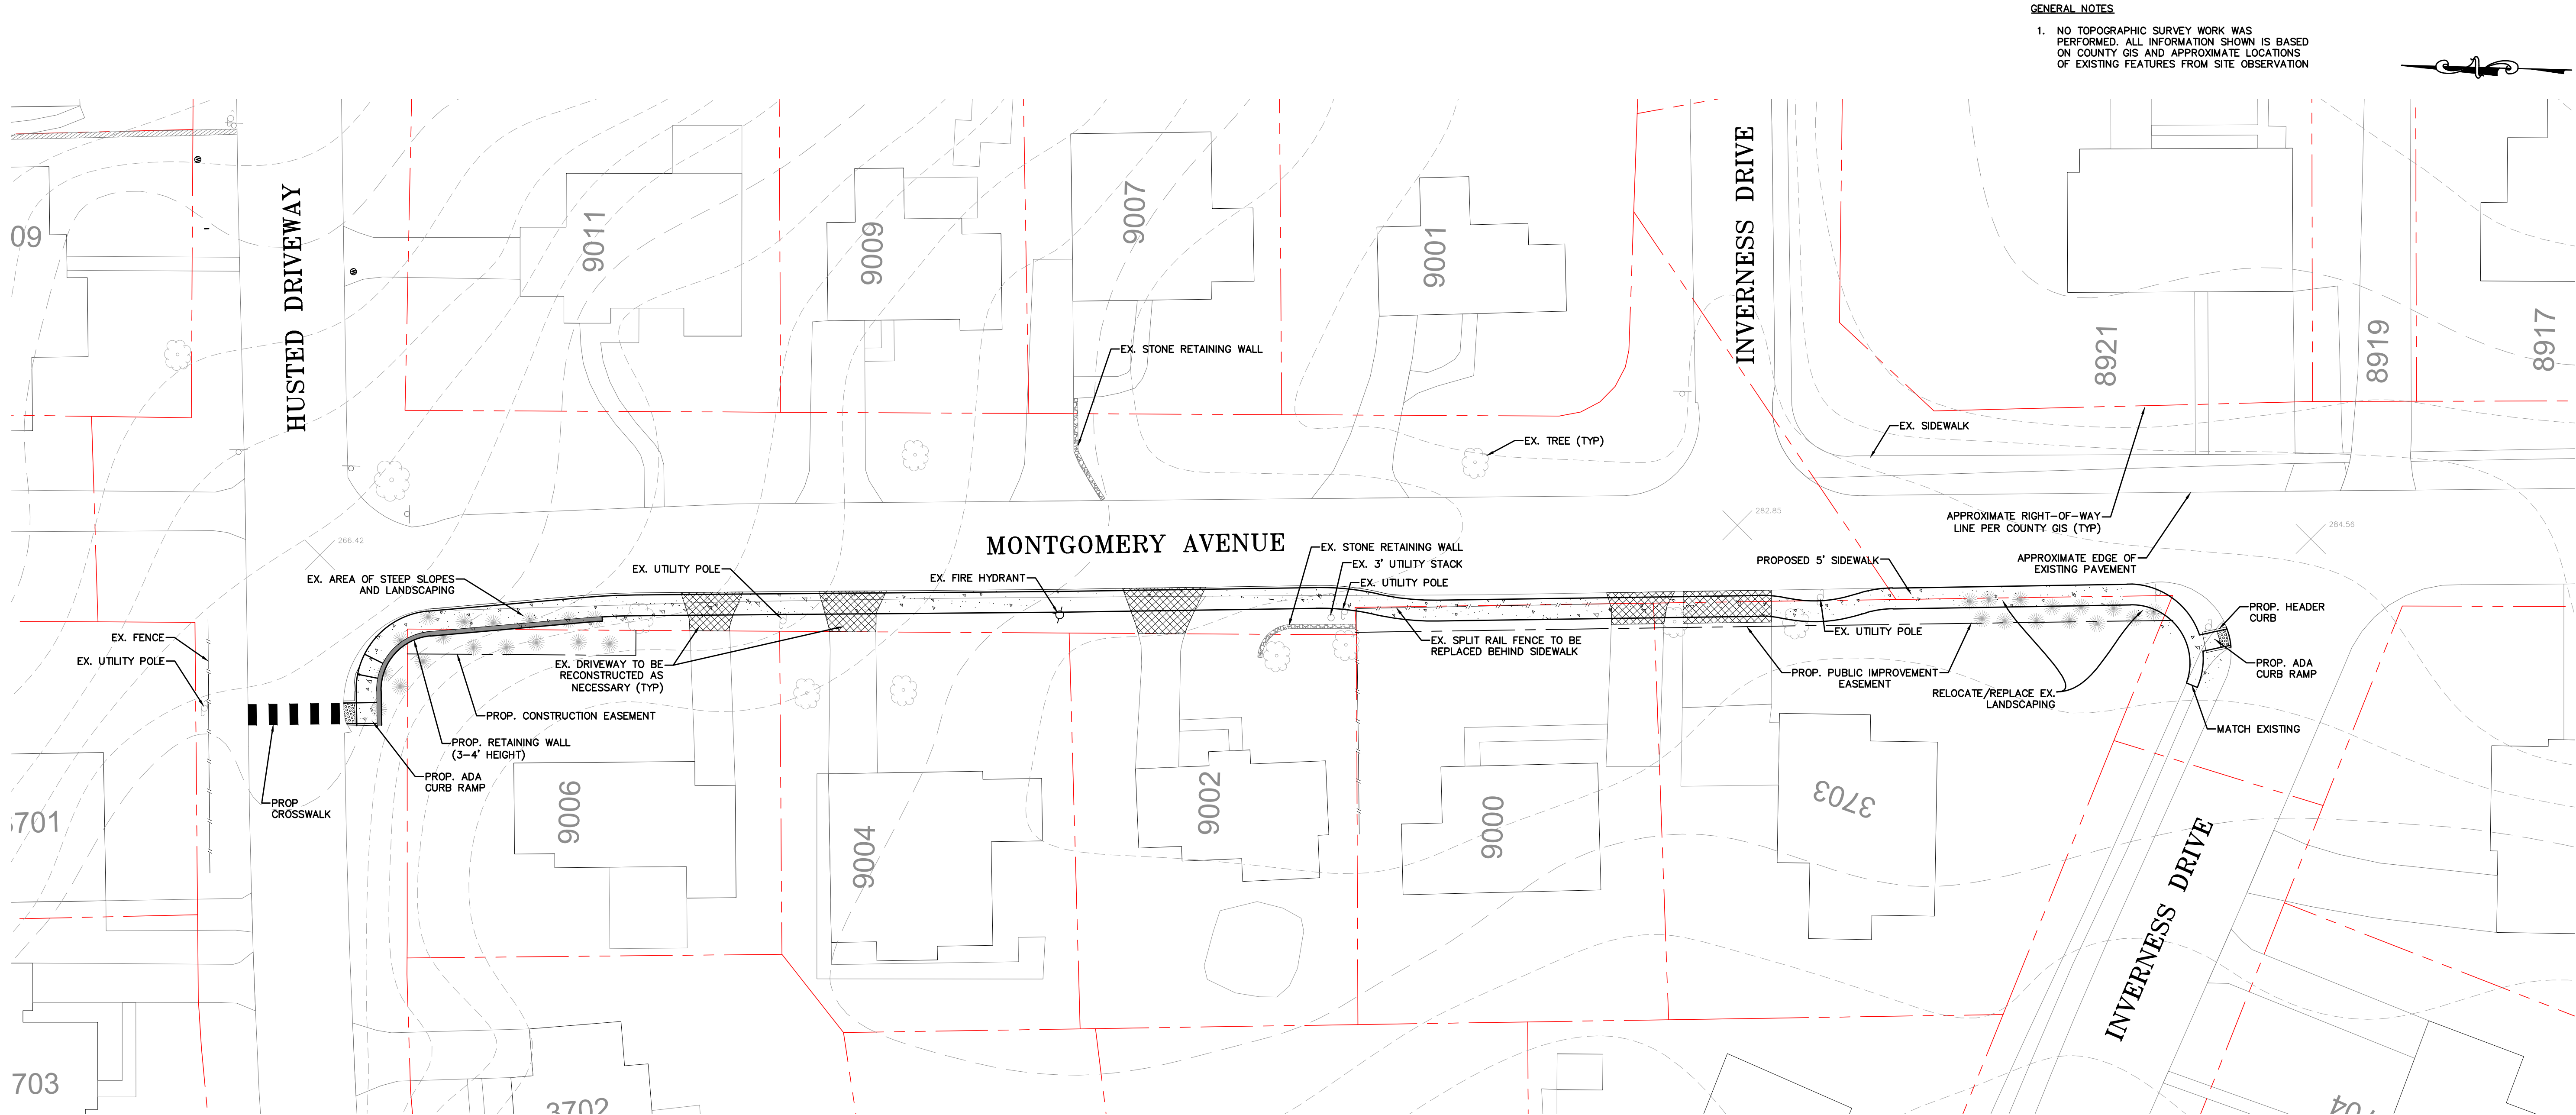 GENERAL NOTES
1. NO TOPOGRAPHIC SURVEY WORK WAS
PERFORMED. ALL INFORMATION SHOWN IS BASED
ON COUNTY GIS AND APPROXIMATE LOCATIONS
OF EXISTING FEATURES FROM SITE OBSERVATION
HUSTED DRIVEWAY
INVERNESS DRIVE
09
9011
9009
9007
9001
8921
8919
8917
EX. STONE RETAINING WALL
EX. TREE (TYP)
EX. SIDEWALK
APPROXIMATE RIGHT-OF-WAY
LINE PER COUNTY GIS (TYP)
APPROXIMATE EDGE OF
EXISTING PAVEMENT
266.42
282.85
284.56
MONTGOMERY AVENUE
EX. AREA OF STEEP SLOPES
AND LANDSCAPING
EX. UTILITY POLE
EX. FIRE HYDRANT
EX. STONE RETAINING WALL
EX. 3' UTILITY STACK
EX. UTILITY POLE
PROPOSED 5' SIDEWALK
EX. FENCE
EX. UTILITY POLE
EX. DRIVEWAY TO BE
RECONSTRUCTED AS
NECESSARY (TYP)
EX. SPLIT RAIL FENCE TO BE
REPLACED BEHIND SIDEWALK
EX. UTILITY POLE
PROP. HEADER
CURB
PROP. ADA
CURB RAMP
PROP. PUBLIC IMPROVEMENT
EASEMENT
RELOCATE/REPLACE EX.
LANDSCAPING
MATCH EXISTING
PROP. CONSTRUCTION EASEMENT
PROP. RETAINING WALL
(3-4' HEIGHT)
PROP. ADA
CURB RAMP
PROP
CROSSWALK
701
9006
9004
9002
9000
3703
INVERNESS DRIVE
703
3702
704